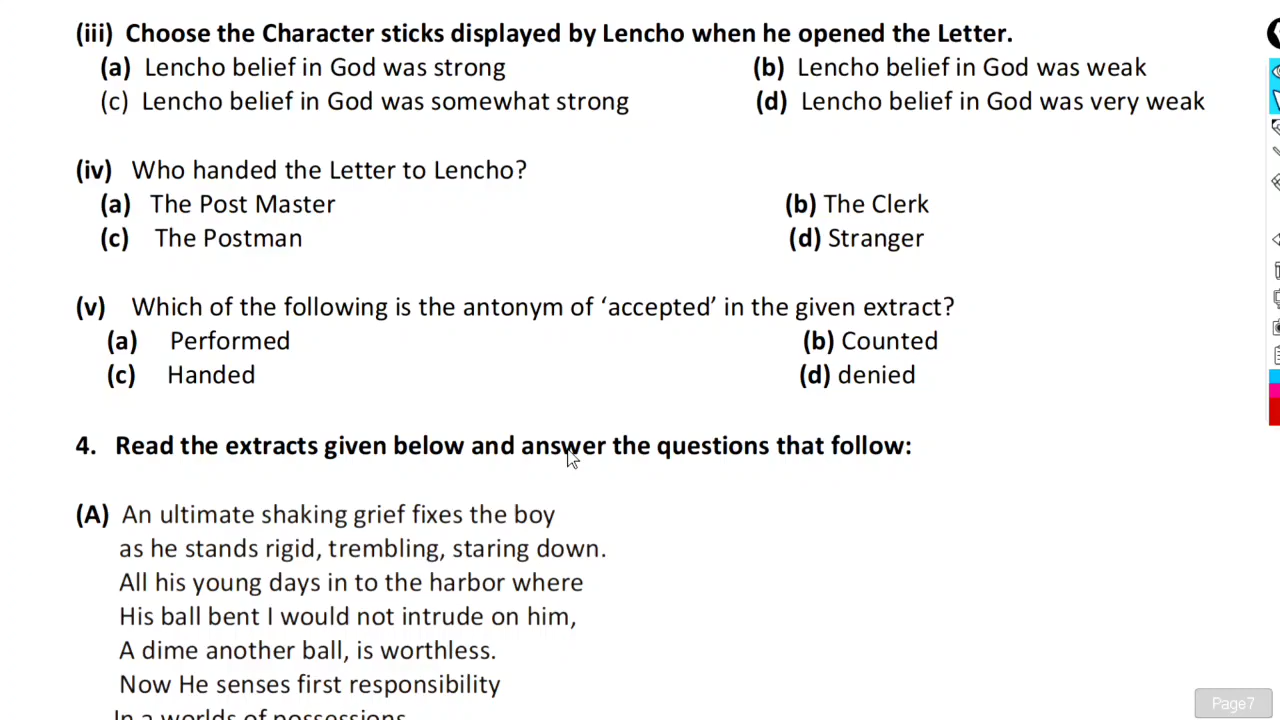 (iii) Choose the Character sticks displayed by Lencho when he opened the Letter.
(a) Lencho belief in God was strong (b) Lencho belief in God was weak
(c) Lencho belief in God was somewhat strong (d) Lencho belief in God was very weak
(iv) Who handed the Letter to Lencho?
(a) The Post Master (b) The Clerk
(c) The Postman (d) Stranger
(v) Which of the following is the antonym of ‘accepted’ in the given extract?
(a) Performed (b) Counted
(c) Handed (d) denied
4. Read the extracts given below and answer the questions that follow:
(A) An ultimate shaking grief fixes the boy
as he stands rigid, trembling, staring down.
All his young days in to the harbor where
His ball bent I would not intrude on him,
A dime another ball, is worthless.
Now He senses first responsibility
In a worlds of possessions
Page7